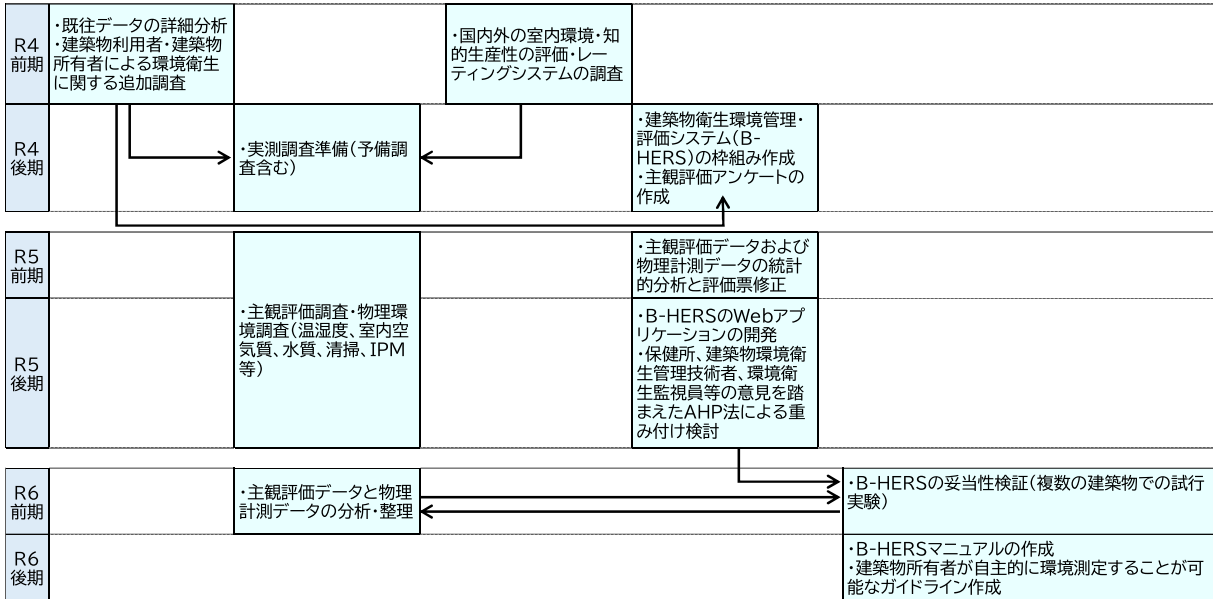 R4
前期
・既往データの詳細分析
・建築物利用者・建築物
所有者による環境衛生
に関する追加調査
・国内外の室内環境・知
的生産性の評価・レー
ティングシステムの調査
R4
後期
・実測調査準備(予備調
査含む)
・建築物衛生環境管理・
評価システム(B-
HERS)の枠組み作成
・主観評価アンケートの
作成
R5
前期
・主観評価調査・物理環
境調査(温湿度、室内空
気質、水質、清掃、IPM
等)
・主観評価データおよび
物理計測データの統計
的分析と評価票修正
R5
後期
・B-HERSのWebアプ
リケーションの開発
・保健所、建築物環境衛
生管理技術者、環境衛
生監視員等の意見を踏
まえたAHP法による重
み付け検討
R6
前期
・主観評価データと物理
計測データの分析・整理
・B-HERSの妥当性検証(複数の建築物での試行
実験)
R6
後期
・B-HERSマニュアルの作成
・建築物所有者が自主的に環境測定することが可
能なガイドライン作成